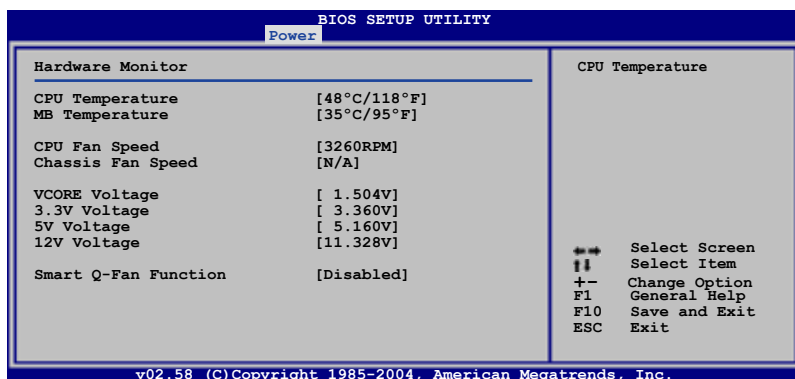 BIOS SETUP UTILITY
Power
Hardware Monitor
CPU Temperature [48°C/118°F]
MB Temperature [35°C/95°F]
CPU Fan Speed [3260RPM]
Chassis Fan Speed [N/A]
VCORE Voltage [ 1.504V]
3.3V Voltage [ 3.360V]
5V Voltage [ 5.160V]
12V Voltage [11.328V]
Smart Q-Fan Function [Disabled]
CPU Temperature
←→ Select Screen
↑↓ Select Item
+- Change Option
F1 General Help
F10 Save and Exit
ESC Exit
v02.58 (C)Copyright 1985-2004, American Megatrends, Inc.